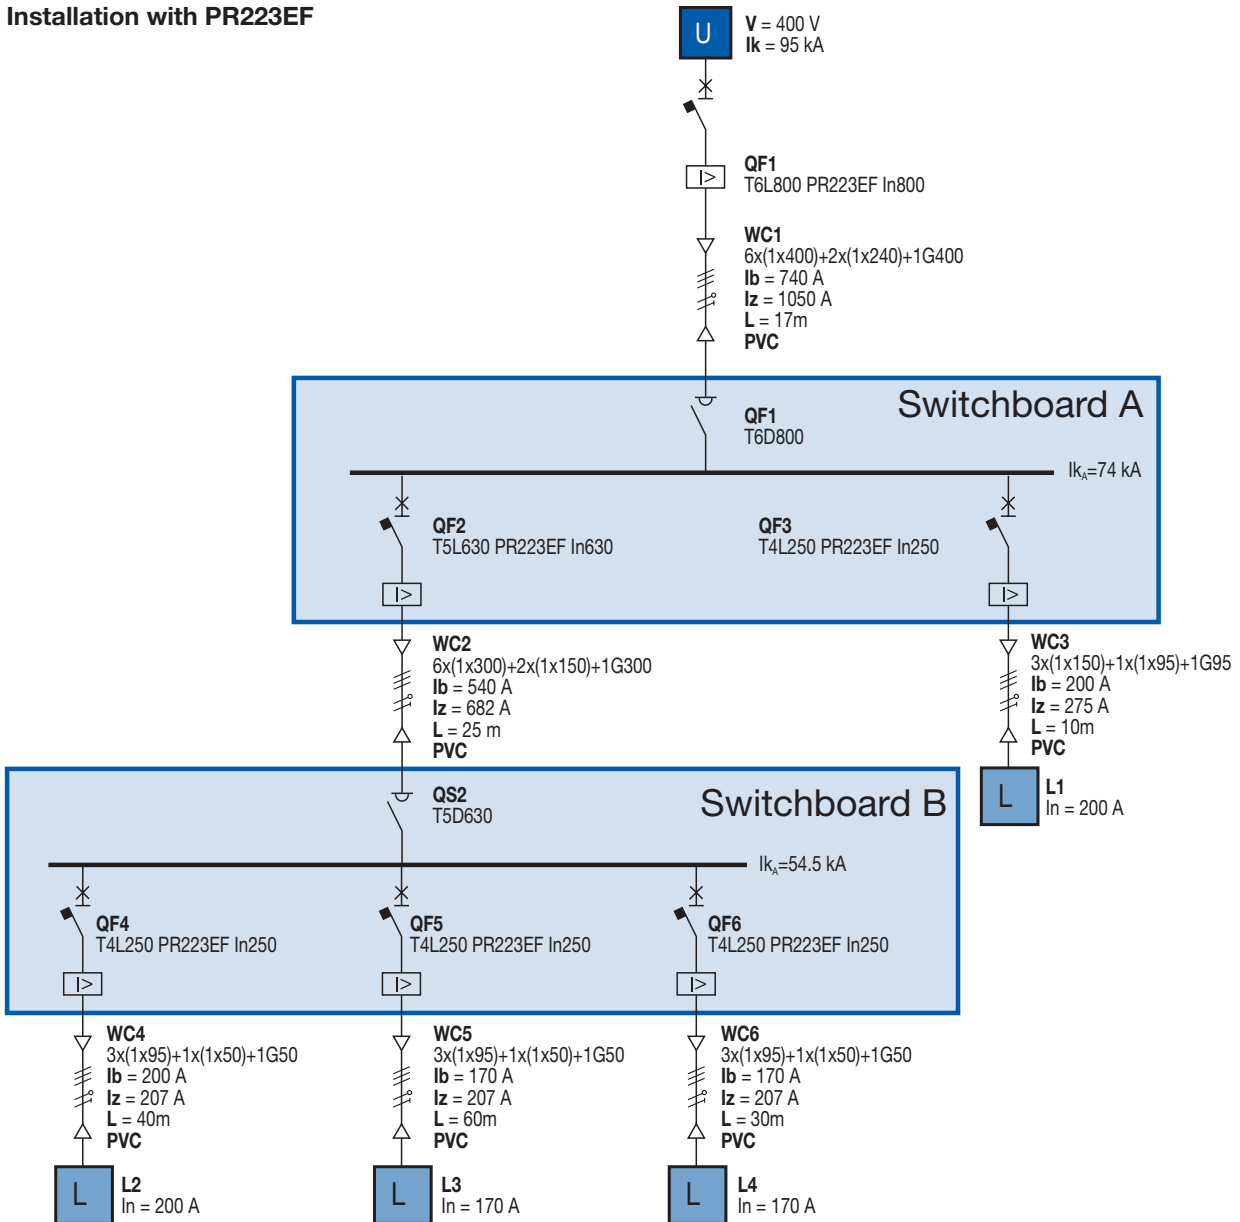 Installation with PR223EF
U
V = 400 V
Ik = 95 kA
QF1
I>
T6L800 PR223EF In800
WC1
6x(1x400)+2x(1x240)+1G400
Ib = 740 A
Iz = 1050 A
L = 17m
PVC
Switchboard A
QF1
T6D800
IkA=74 kA
QF2
T5L630 PR223EF In630
I>
QF3
T4L250 PR223EF In250
I>
WC2
6x(1x300)+2x(1x150)+1G300
Ib = 540 A
Iz = 682 A
L = 25 m
PVC
WC3
3x(1x150)+1x(1x95)+1G95
Ib = 200 A
Iz = 275 A
L = 10m
PVC
L
L1
In = 200 A
Switchboard B
QS2
T5D630
IkA=54.5 kA
QF4
T4L250 PR223EF In250
I>
QF5
T4L250 PR223EF In250
I>
QF6
T4L250 PR223EF In250
I>
WC4
3x(1x95)+1x(1x50)+1G50
Ib = 200 A
Iz = 207 A
L = 40m
PVC
WC5
3x(1x95)+1x(1x50)+1G50
Ib = 170 A
Iz = 207 A
L = 60m
PVC
WC6
3x(1x95)+1x(1x50)+1G50
Ib = 170 A
Iz = 207 A
L = 30m
PVC
L
L2
In = 200 A
L
L3
In = 170 A
L
L4
In = 170 A